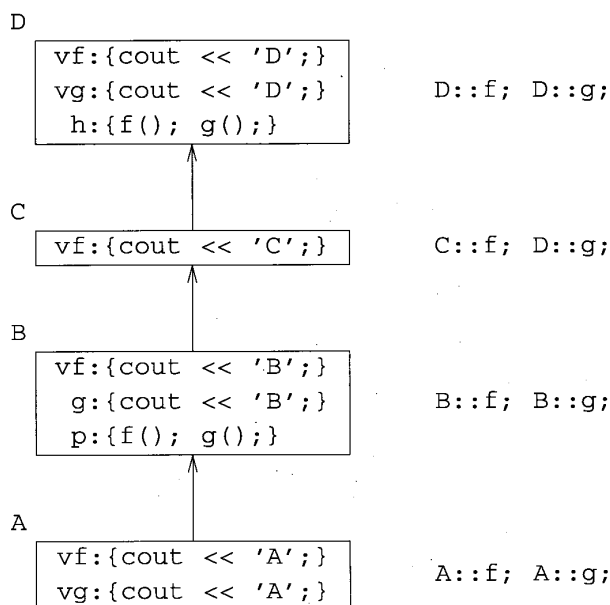 D
vf:{cout << 'D';}
vg:{cout << 'D';} D::f; D::g;
h:{f(); g();}
C
vf:{cout << 'C';} C::f; D::g;
B
vf:{cout << 'B';}
g:{cout << 'B';} B::f; B::g;
p:{f(); g();}
A
vf:{cout << 'A';} A::f; A::g;
vg:{cout << 'A';}